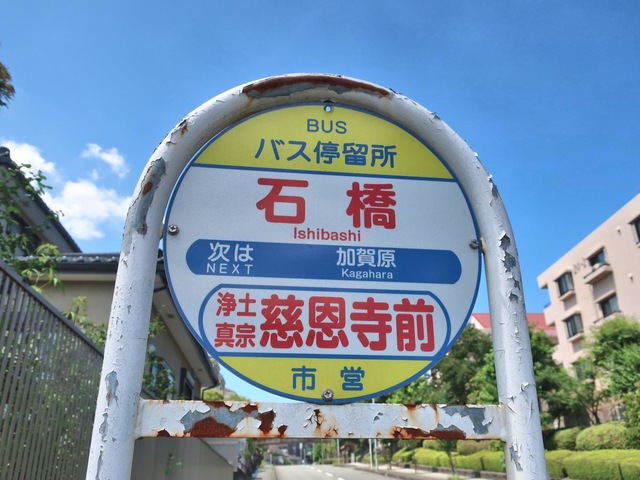 BUS
バス停留所
石橋
Ishibashi
次は 加賀原
NEXT Kagahara
浄土真宗 慈恩寺前
市営